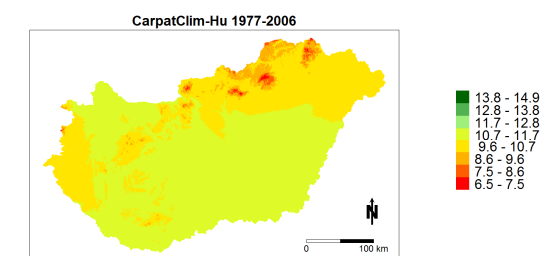 CarpatClim-Hu 1977-2006
13.8 - 14.9
12.8 - 13.8
11.7 - 12.8
10.7 - 11.7
9.6 - 10.7
8.6 - 9.6
7.5 - 8.6
6.5 - 7.5
N
0 100 km